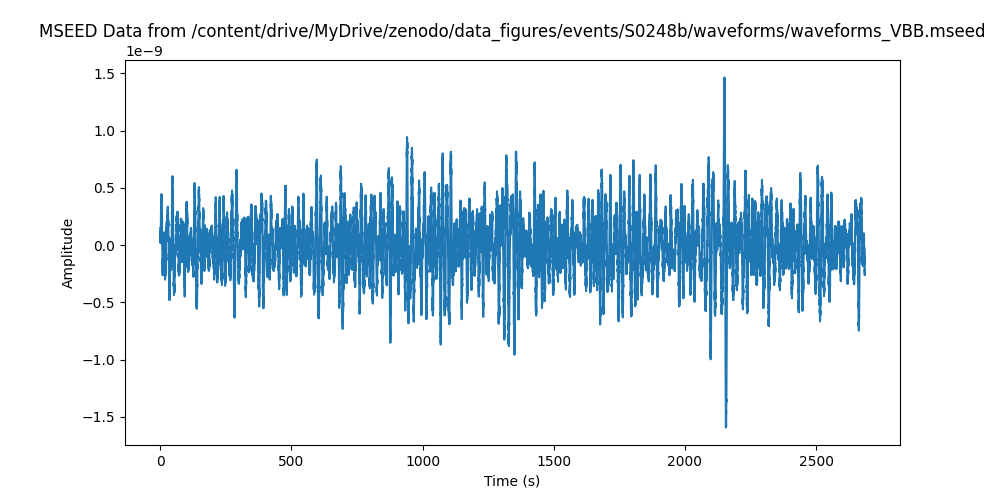 MSEED Data from /content/drive/MyDrive/zenodo/data_figures/events/S0248b/waveforms/waveforms_VBB.mseed
1e−9
1.5
1.0
0.5
0.0
−0.5
−1.0
−1.5
Amplitude
0 500 1000 1500 2000 2500
Time (s)